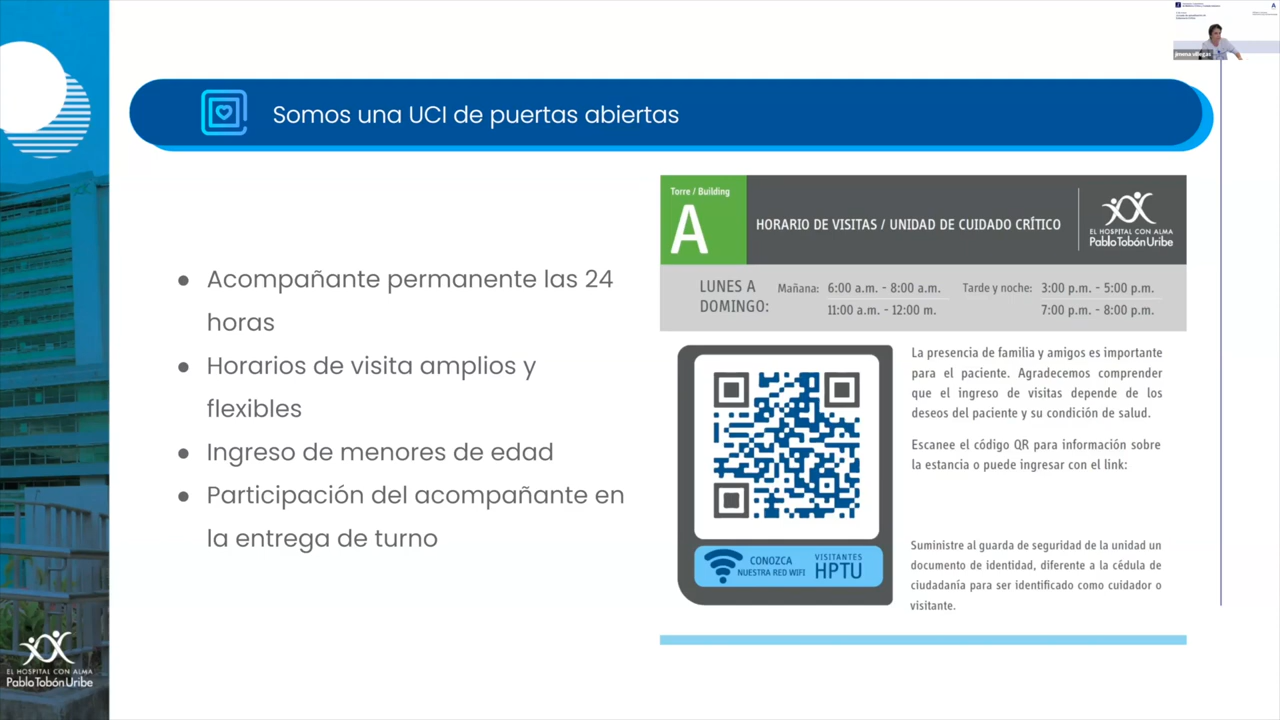 Somos una UCI de puertas abiertas
● Acompañante permanente las 24
horas
● Horarios de visita amplios y
flexibles
● Ingreso de menores de edad
● Participación del acompañante en
la entrega de turno
Torre / Building
A
HORARIO DE VISITAS / UNIDAD DE CUIDADO CRÍTICO
EL HOSPITAL CON ALMA
Pablo Tobón Uribe
LUNES A
DOMINGO:
Mañana: 6:00 a.m. - 8:00 a.m.
11:00 a.m. - 12:00 m.
Tarde y noche: 3:00 p.m. - 5:00 p.m.
7:00 p.m. - 8:00 p.m.
La presencia de familia y amigos es importante
para el paciente. Agradecemos comprender
que el ingreso de visitas depende de los
deseos del paciente y su condición de salud.
Escanee el código QR para información sobre
la estancia o puede ingresar con el link:
CONOZCA
NUESTRA RED WIFI
VISITANTES
HPTU
Suministre al guarda de seguridad de la unidad un
documento de identidad, diferente a la cédula de
ciudadanía para ser identificado como cuidador o
visitante.
EL HOSPITAL CON ALMA
Pablo Tobón Uribe